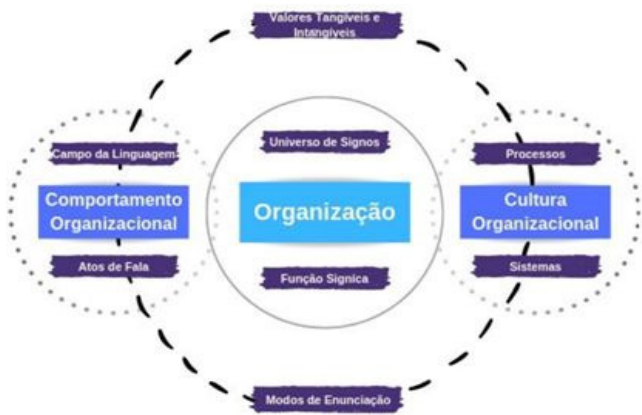 Valores Tangíveis e
Intangíveis
Campo da Linguagem
Universo de Signos
Processos
Comportamento
Organizacional
Organização
Cultura
Organizacional
Atos de Fala
Função Signica
Sistemas
Modos de Enunciação